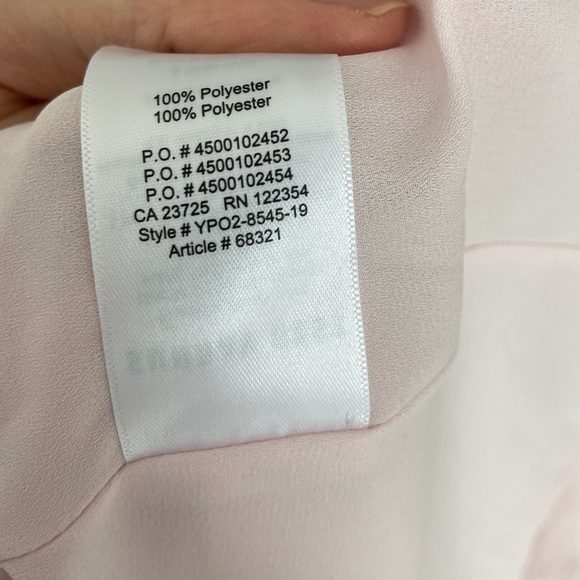 100% Polyester
100% Polyester
P.O. # 4500102452
P.O. # 4500102453
P.O. # 4500102454
CA 23725 RN 122354
Style # YPO2-8545-19
Article # 68321